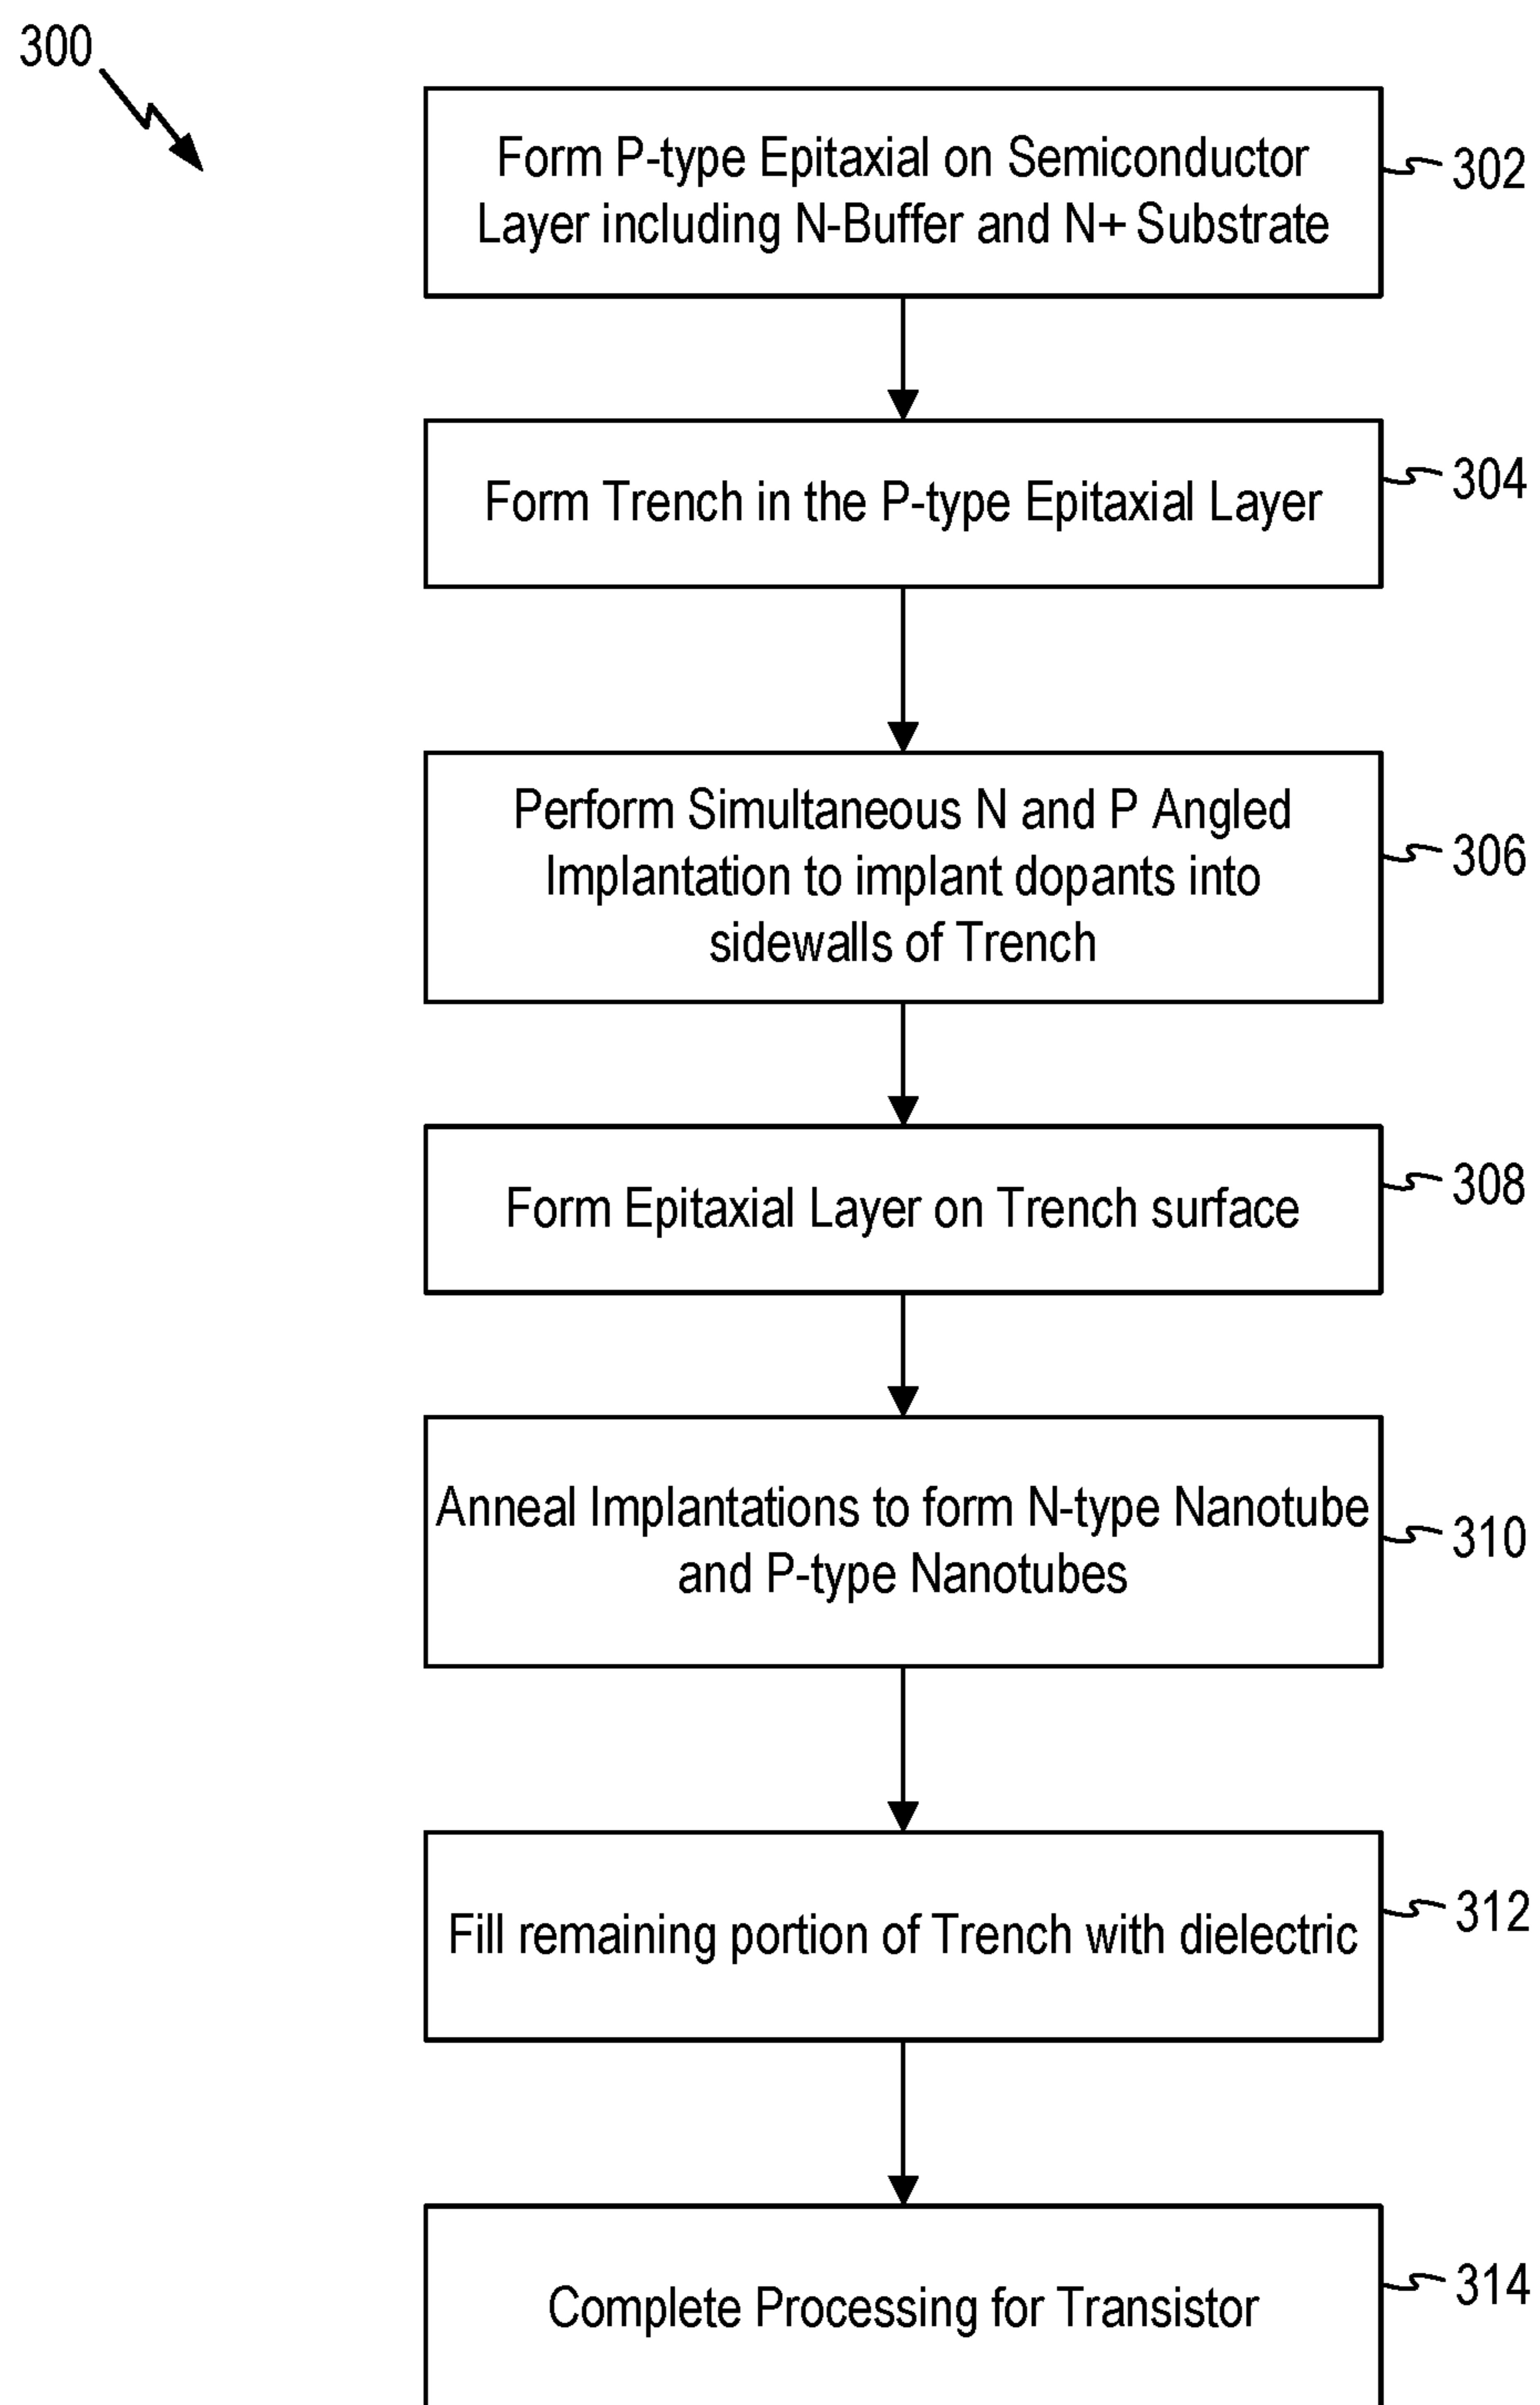 300
Form P-type Epitaxial on Semiconductor
Layer including N-Buffer and N+ Substrate
302
Form Trench in the P-type Epitaxial Layer
304
Perform Simultaneous N and P Angled
Implantation to implant dopants into
sidewalls of Trench
306
Form Epitaxial Layer on Trench surface
308
Anneal Implantations to form N-type Nanotube
and P-type Nanotubes
310
Fill remaining portion of Trench with dielectric
312
Complete Processing for Transistor
314